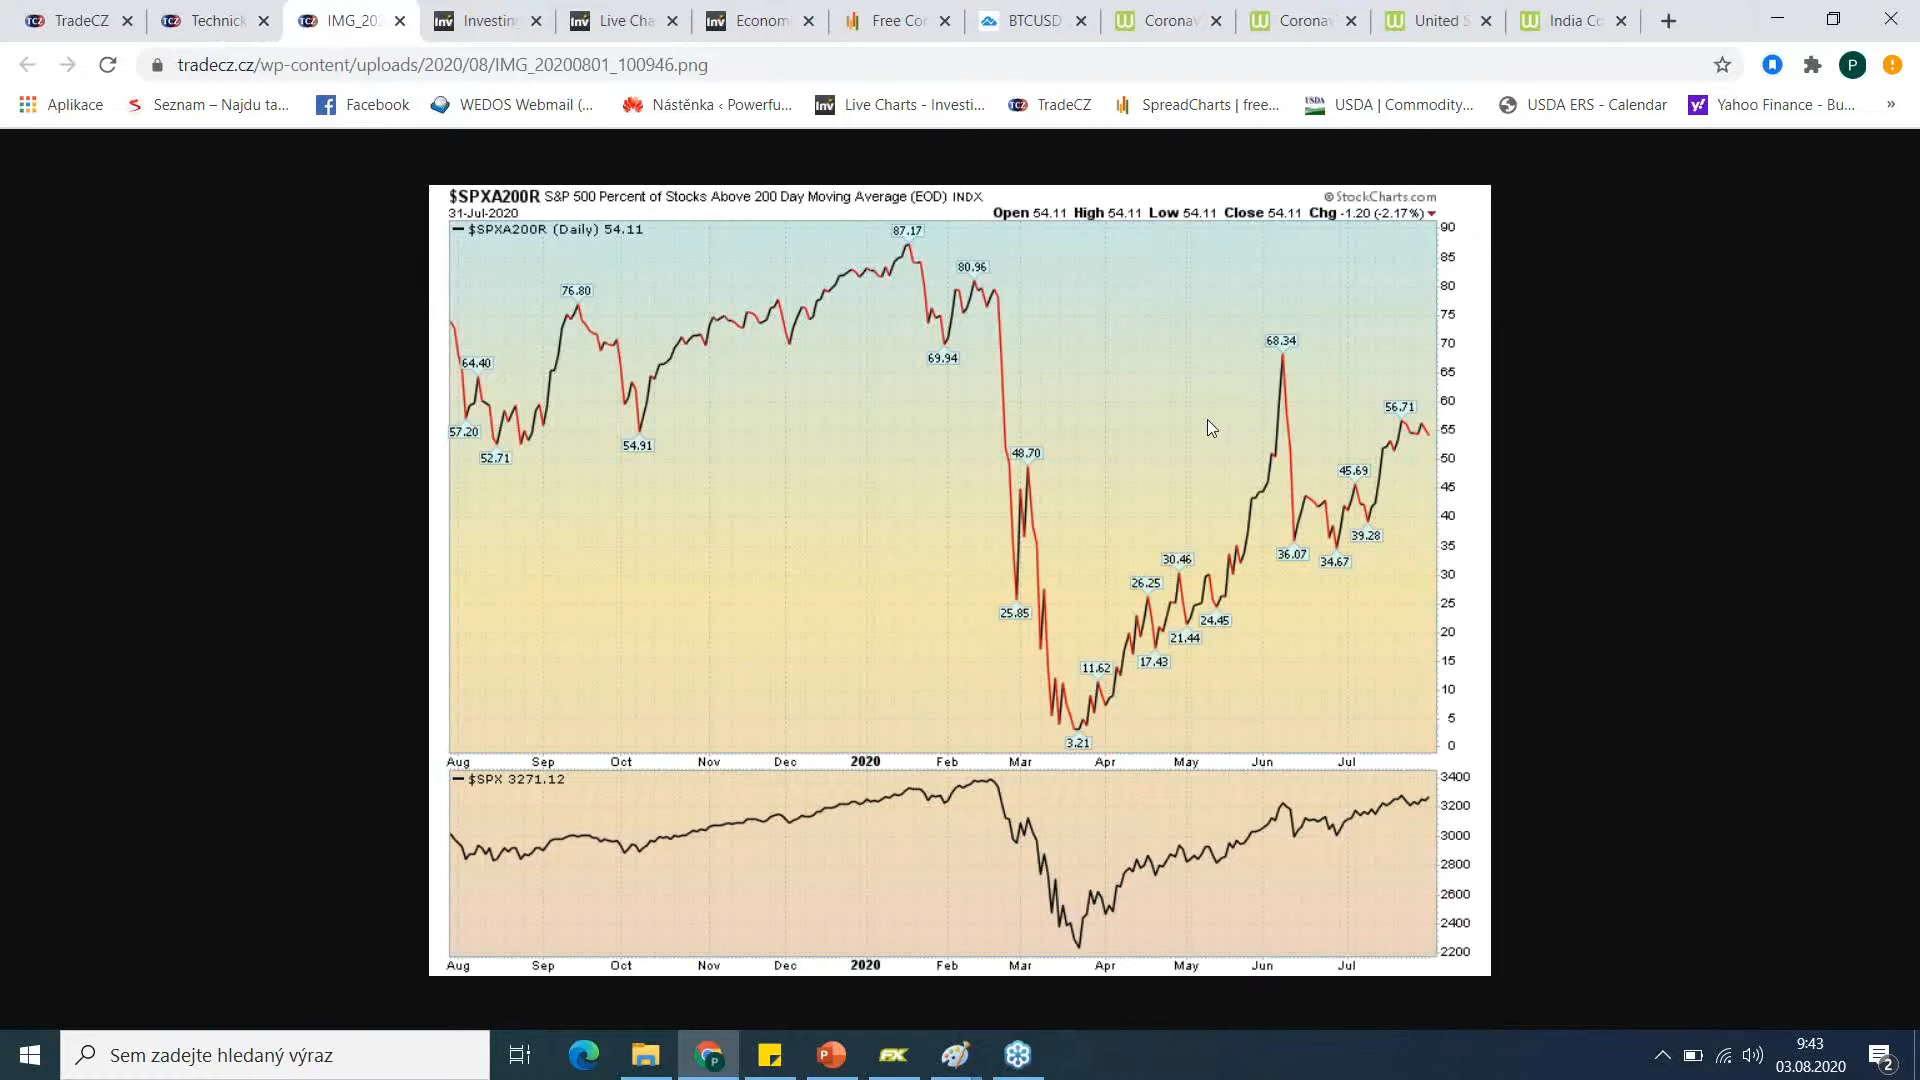 TradeCZ
Technick
IMG_202
Investin
Live Cha
Econom
Free Co
BTCUSD
Corona
Corona
United S
India Co
tradecz.cz/wp-content/uploads/2020/08/IMG_20200801_100946.png
P
Aplikace
Seznam – Najdu ta...
Facebook
WEDOS Webmail (...
Nástěnka ‹ Powerfu...
Live Charts - Investi...
TradeCZ
SpreadCharts | free...
USDA | Commodity...
USDA ERS - Calendar
Yahoo Finance - Bu...
»
$SPXA200R S&P 500 Percent of Stocks Above 200 Day Moving Average (EOD) INDX
© StockCharts.com
31-Jul-2020
Open 54.11 High 54.11 Low 54.11 Close 54.11 Chg -1.20 (-2.17%)
$SPXA200R (Daily) 54.11
87.17
80.96
76.80
68.34
69.94
64.40
56.71
57.20
54.91
52.71
48.70
45.69
39.28
36.07
34.67
30.46
26.25
25.85
24.45
21.44
17.43
11.62
3.21
90
85
80
75
70
65
60
55
50
45
40
35
30
25
20
15
10
5
0
Aug Sep Oct Nov Dec 2020 Feb Mar Apr May Jun Jul
$SPX 3271.12
3400
3200
3000
2800
2600
2400
2200
Aug Sep Oct Nov Dec 2020 Feb Mar Apr May Jun Jul
Sem zadejte hledaný výraz
9:43
03.08.2020
2